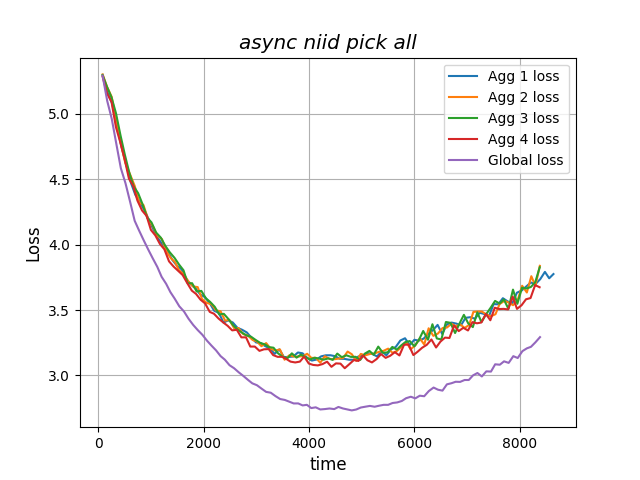 async niid pick all
Loss
5.0
4.5
4.0
3.5
3.0
Agg 1 loss
Agg 2 loss
Agg 3 loss
Agg 4 loss
Global loss
0 2000 4000 6000 8000
time